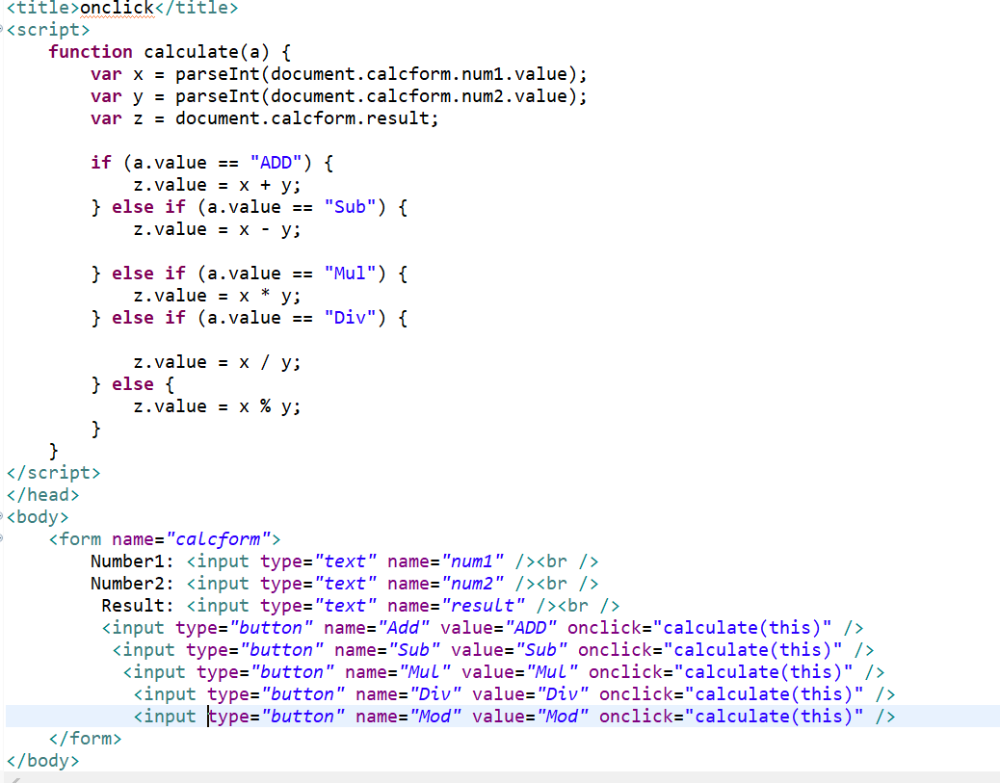 <title>onclick</title>
<script>
function calculate(a) {
var x = parseInt(document.calcform.num1.value);
var y = parseInt(document.calcform.num2.value);
var z = document.calcform.result;
if (a.value == "ADD") {
z.value = x + y;
} else if (a.value == "Sub") {
z.value = x - y;
} else if (a.value == "Mul") {
z.value = x * y;
} else if (a.value == "Div") {
z.value = x / y;
} else {
z.value = x % y;
}
}
</script>
</head>
<body>
<form name="calcform">
Number1: <input type="text" name="num1" /><br />
Number2: <input type="text" name="num2" /><br />
Result: <input type="text" name="result" /><br />
<input type="button" name="Add" value="ADD" onclick="calculate(this)" />
<input type="button" name="Sub" value="Sub" onclick="calculate(this)" />
<input type="button" name="Mul" value="Mul" onclick="calculate(this)" />
<input type="button" name="Div" value="Div" onclick="calculate(this)" />
<input type="button" name="Mod" value="Mod" onclick="calculate(this)" />
</form>
</body>